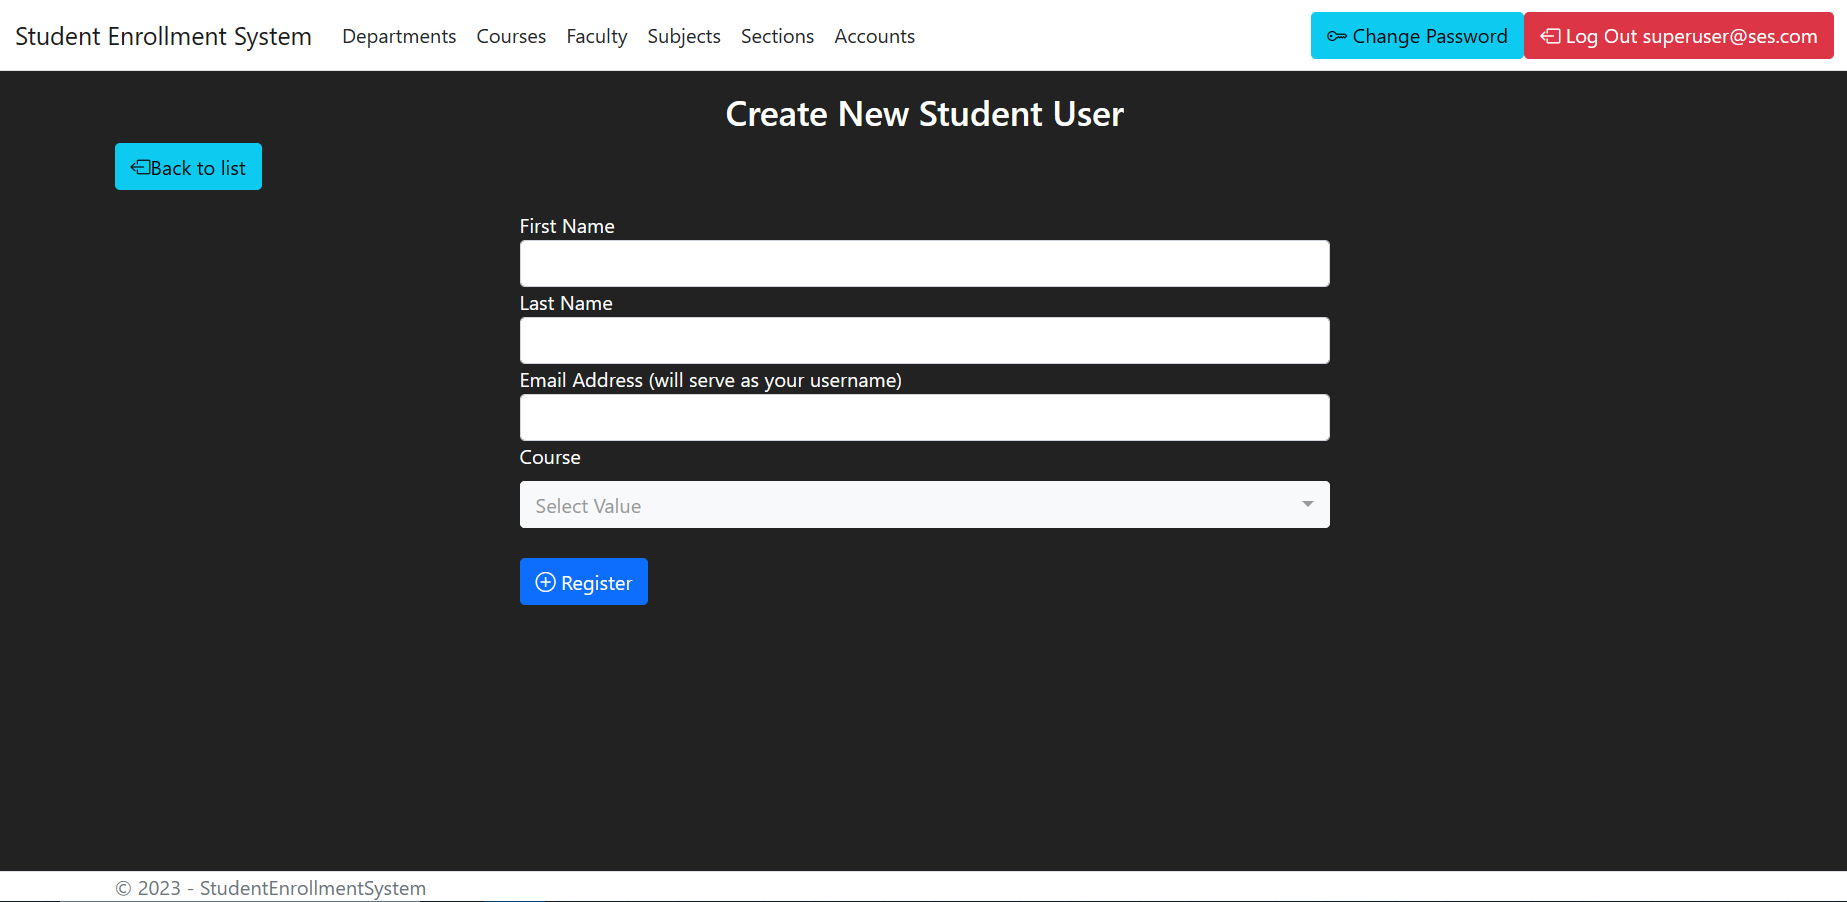 Student Enrollment System Departments Courses Faculty Subjects Sections Accounts Change Password Log Out superuser@ses.com
Create New Student User
Back to list
First Name
Last Name
Email Address (will serve as your username)
Course
Select Value
Register
© 2023 - StudentEnrollmentSystem